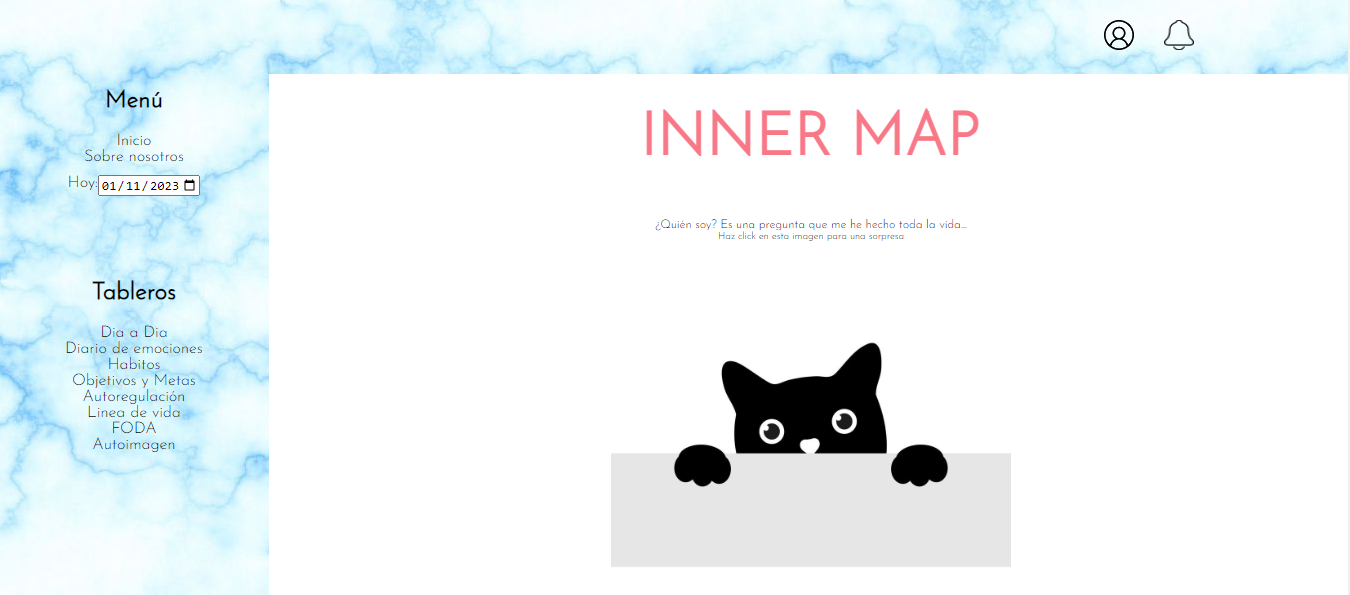 Menú
Inicio
Sobre nosotros
Hoy: 01/11/2023
Tableros
Dia a Dia
Diario de emociones
Habitos
Objetivos y Metas
Autoregulación
Linea de vida
FODA
Autoimagen
INNER MAP
¿Quién soy? Es una pregunta que me he hecho toda la vida...
Haz click en esta imagen para una sorpresa